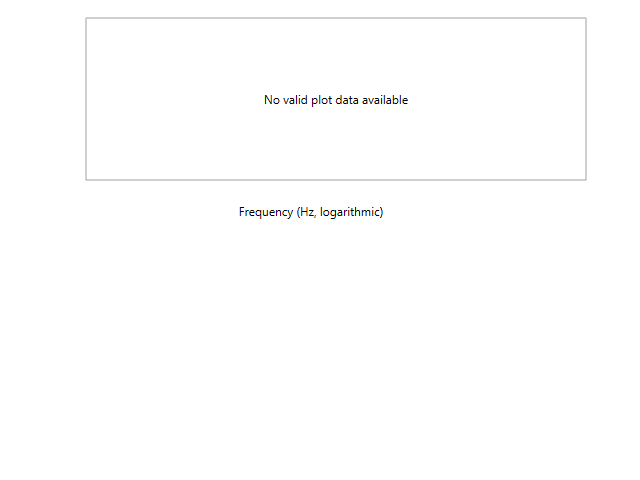 No valid plot data available
Frequency (Hz, logarithmic)